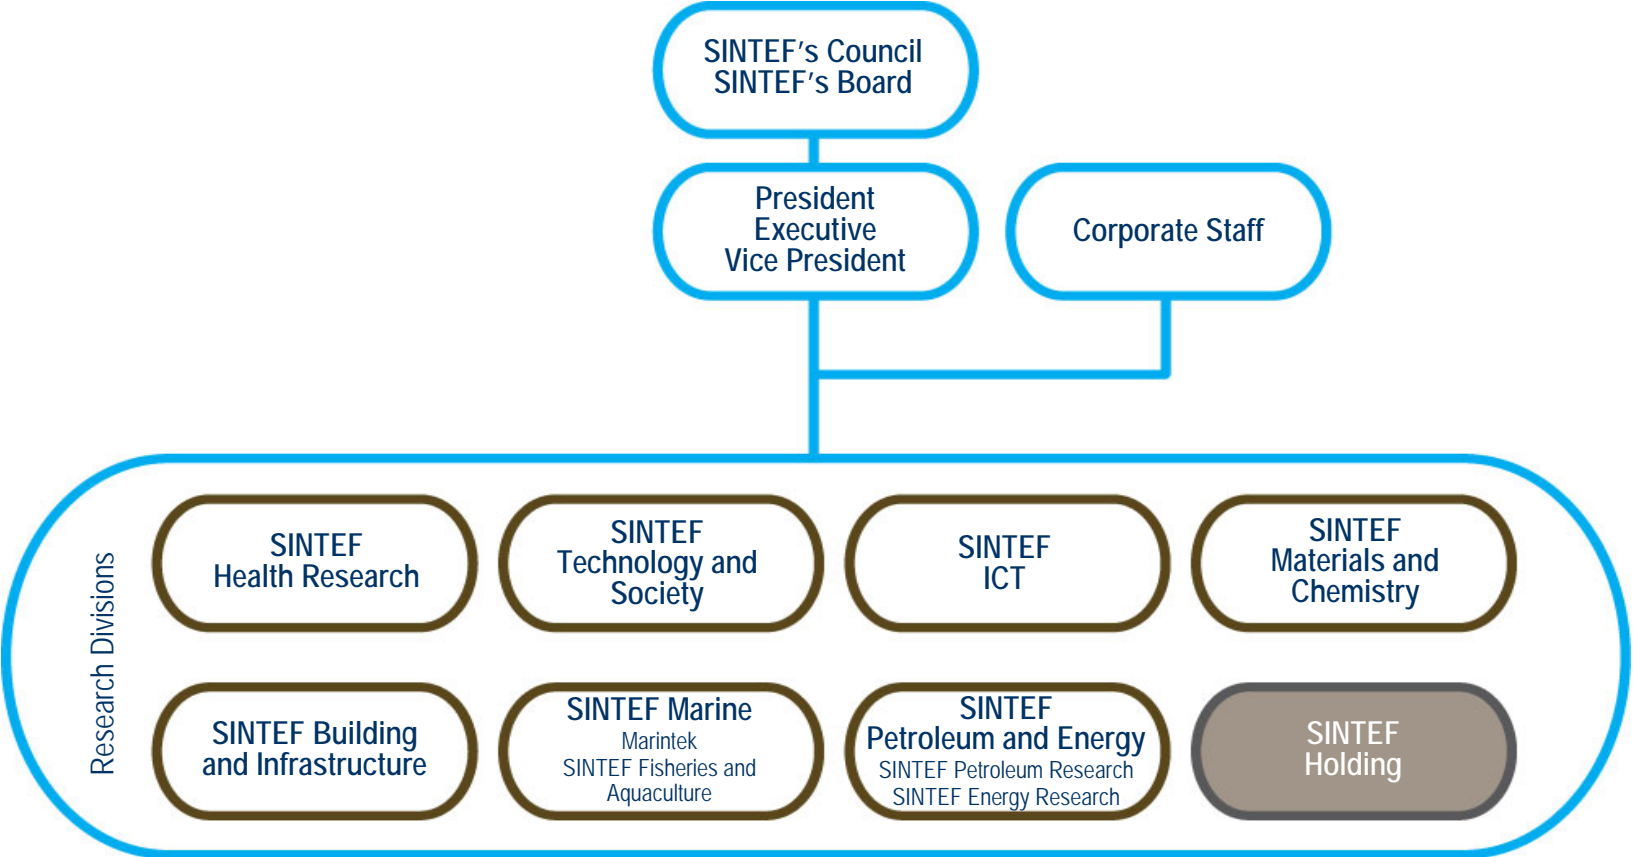 SINTEF's Council
SINTEF's Board
President
Executive
Vice President
Corporate Staff
Research Divisions
SINTEF
Health Research
SINTEF
Technology and
Society
SINTEF
ICT
SINTEF
Materials and
Chemistry
SINTEF Building
and Infrastructure
SINTEF Marine
Marintek
SINTEF Fisheries and
Aquaculture
SINTEF
Petroleum and Energy
SINTEF Petroleum Research
SINTEF Energy Research
SINTEF
Holding